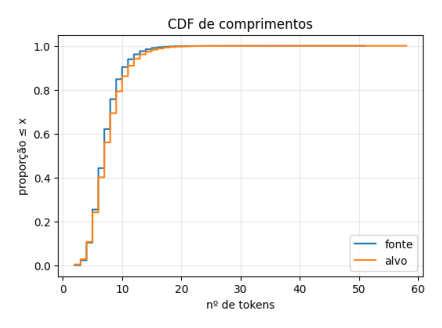 CDF de comprimentos
proporção ≤ x
1.0
0.8
0.6
0.4
0.2
0.0
fonte
alvo
0 10 20 30 40 50 60
nº de tokens